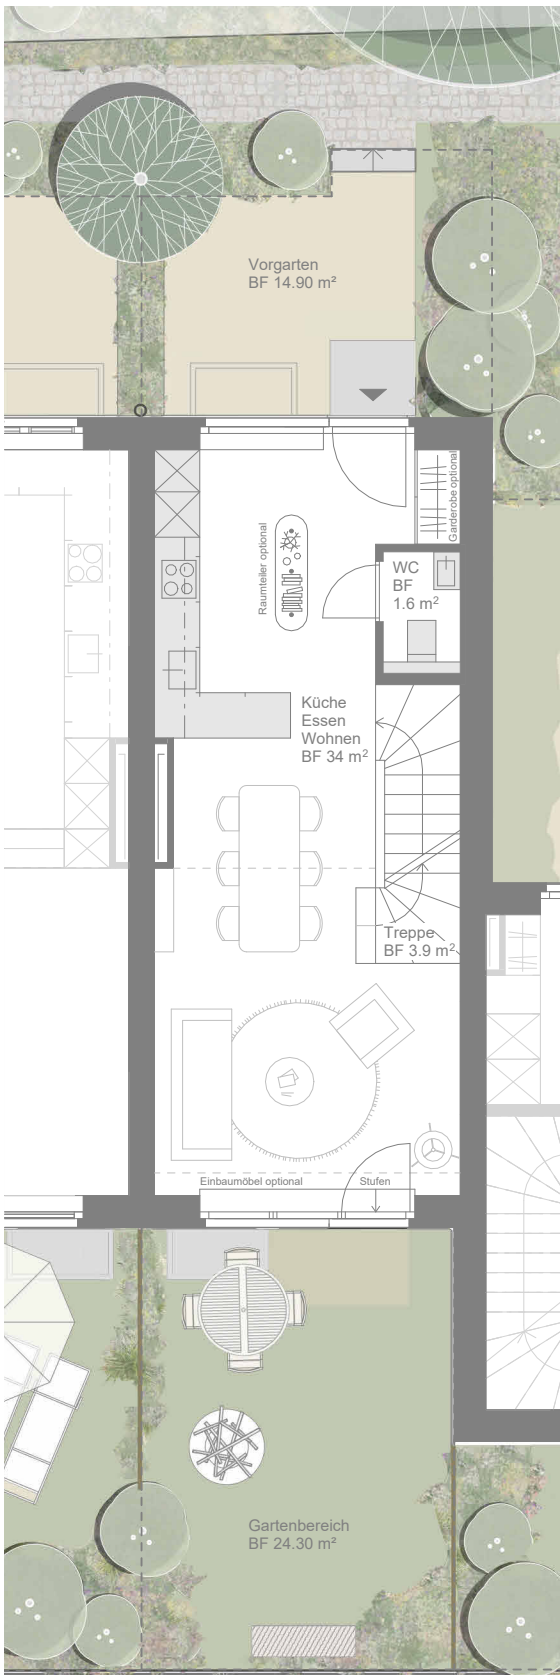 Vorgarten
BF 14.90 m²
Garderobe optional
Raumteiler optional
WC
BF
1.6 m²
Küche
Essen
Wohnen
BF 34 m²
Treppe
BF 3.9 m²
Einbaumöbel optional
Stufen
Gartenbereich
BF 24.30 m²